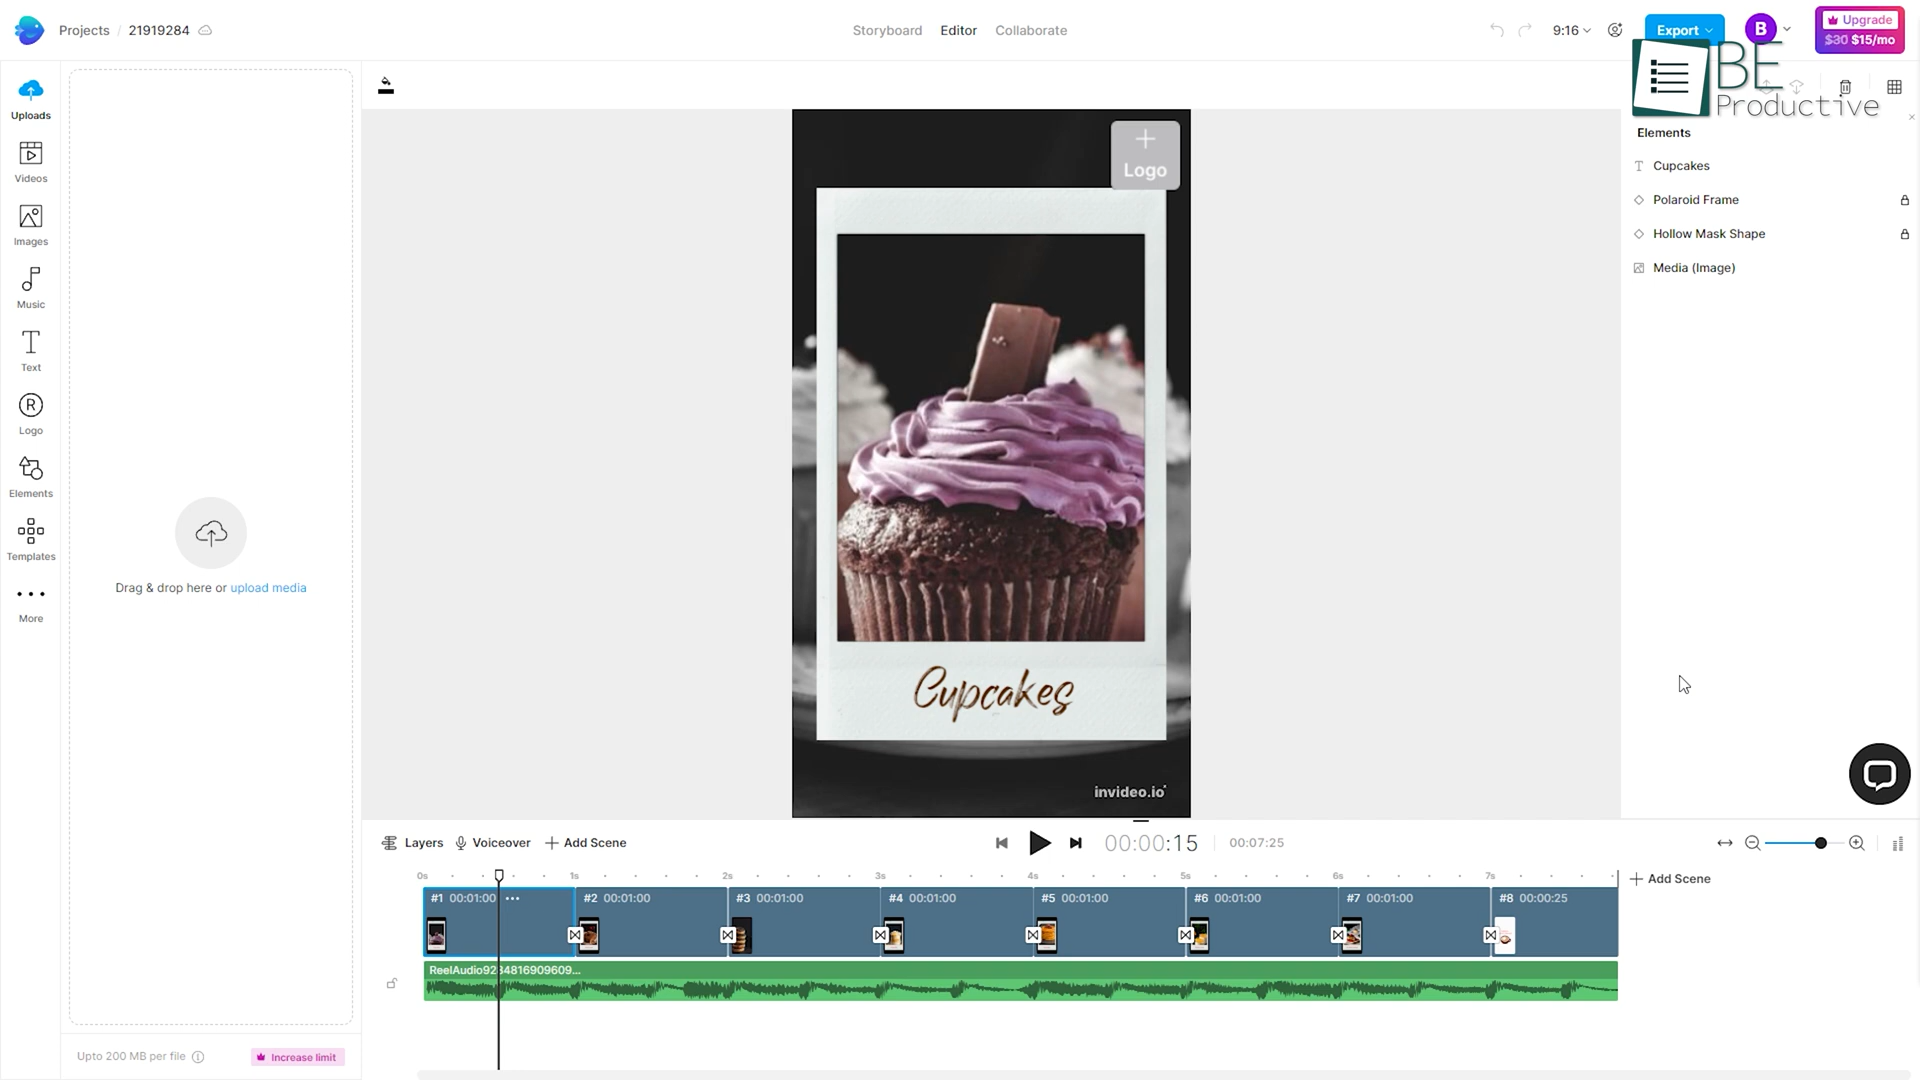 Projects / 21919284
Storyboard Editor Collaborate
9:16
Export
B
Upgrade
$30 $15/mo
BE
Productive
Uploads
Videos
Images
Music
Text
Logo
Elements
Templates
More
Drag & drop here or upload media
Upto 200 MB per file
Increase limit
+
Logo
Cupcakes
invideo.io
Elements
Cupcakes
Polaroid Frame
Hollow Mask Shape
Media (Image)
Layers Voiceover + Add Scene
00:00:15 00:07:25
0s 1s 2s 3s 4s 5s 6s 7s
+ Add Scene
#1 00:01:00 ... #2 00:01:00 #3 00:01:00 #4 00:01:00 #5 00:01:00 #6 00:01:00 #7 00:01:00 #8 00:00:25
ReelAudio9234816909609...